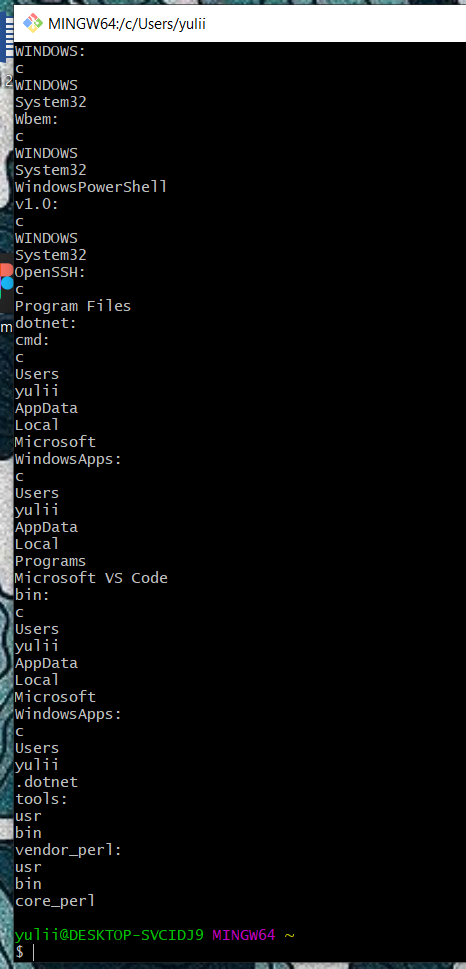 MINGW64:/c/Users/yulii
WINDOWS:
c
WINDOWS
System32
Wbem:
c
WINDOWS
System32
WindowsPowerShell
v1.0:
c
WINDOWS
System32
OpenSSH:
c
Program Files
dotnet:
cmd:
c
Users
yulii
AppData
Local
Microsoft
WindowsApps:
c
Users
yulii
AppData
Local
Programs
Microsoft VS Code
bin:
c
Users
yulii
AppData
Local
Microsoft
WindowsApps:
c
Users
yulii
.dotnet
tools:
usr
bin
vendor_perl:
usr
bin
core_perl
yulii@DESKTOP-SVCIDJ9 MINGW64 ~
$